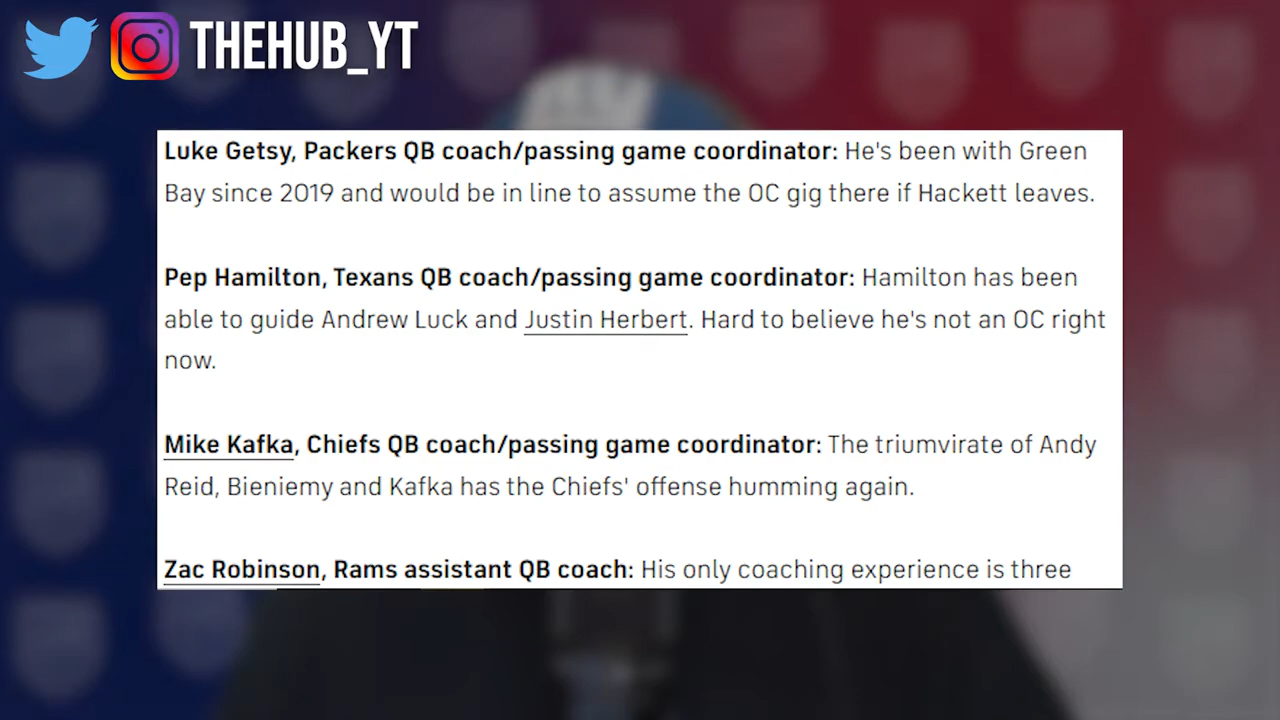 THEHUB_YT
Luke Getsy, Packers QB coach/passing game coordinator: He's been with Green
Bay since 2019 and would be in line to assume the OC gig there if Hackett leaves.
Pep Hamilton, Texans QB coach/passing game coordinator: Hamilton has been
able to guide Andrew Luck and Justin Herbert. Hard to believe he's not an OC right
now.
Mike Kafka, Chiefs QB coach/passing game coordinator: The triumvirate of Andy
Reid, Bieniemy and Kafka has the Chiefs' offense humming again.
Zac Robinson, Rams assistant QB coach: His only coaching experience is three